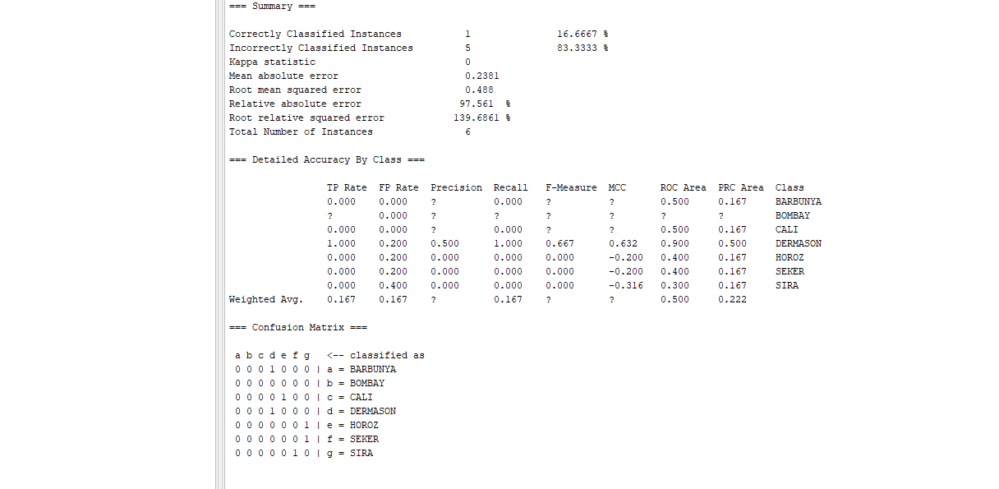 === Summary ===
Correctly Classified Instances 1 16.6667 %
Incorrectly Classified Instances 5 83.3333 %
Kappa statistic 0
Mean absolute error 0.2381
Root mean squared error 0.488
Relative absolute error 97.561 %
Root relative squared error 139.6861 %
Total Number of Instances 6
=== Detailed Accuracy By Class ===
TP Rate FP Rate Precision Recall F-Measure MCC ROC Area PRC Area Class
0.000 0.000 ? 0.000 ? ? 0.500 0.167 BARBUNYA
? 0.000 ? ? ? ? ? ? BOMBAY
0.000 0.000 ? 0.000 ? ? 0.500 0.167 CALI
1.000 0.200 0.500 1.000 0.667 0.632 0.900 0.500 DERMASON
0.000 0.200 0.000 0.000 0.000 -0.200 0.400 0.167 HOROZ
0.000 0.200 0.000 0.000 0.000 -0.200 0.400 0.167 SEKER
0.000 0.400 0.000 0.000 0.000 -0.316 0.300 0.167 SIRA
Weighted Avg. 0.167 0.167 ? 0.167 ? ? 0.500 0.222
=== Confusion Matrix ===
a b c d e f g <-- classified as
0 0 0 1 0 0 0 | a = BARBUNYA
0 0 0 0 0 0 0 | b = BOMBAY
0 0 0 0 1 0 0 | c = CALI
0 0 0 1 0 0 0 | d = DERMASON
0 0 0 0 0 0 1 | e = HOROZ
0 0 0 0 0 0 1 | f = SEKER
0 0 0 0 0 1 0 | g = SIRA